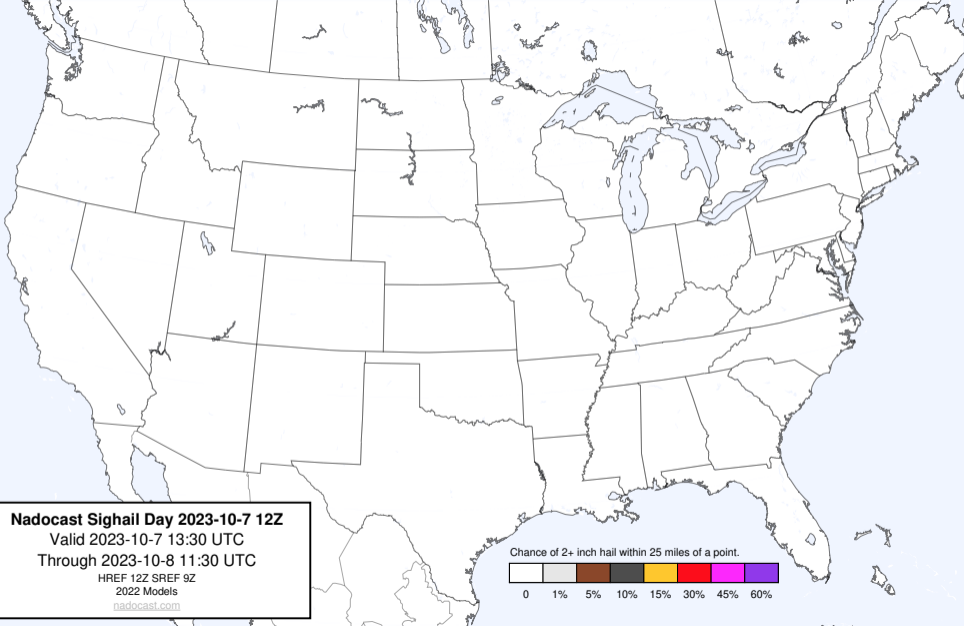 Nadocast Sighail Day 2023-10-7 12Z
Valid 2023-10-7 13:30 UTC
Through 2023-10-8 11:30 UTC
HREF 12Z SREF 9Z
2022 Models
nadocast.com
Chance of 2+ inch hail within 25 miles of a point.
0 1% 5% 10% 15% 30% 45% 60%